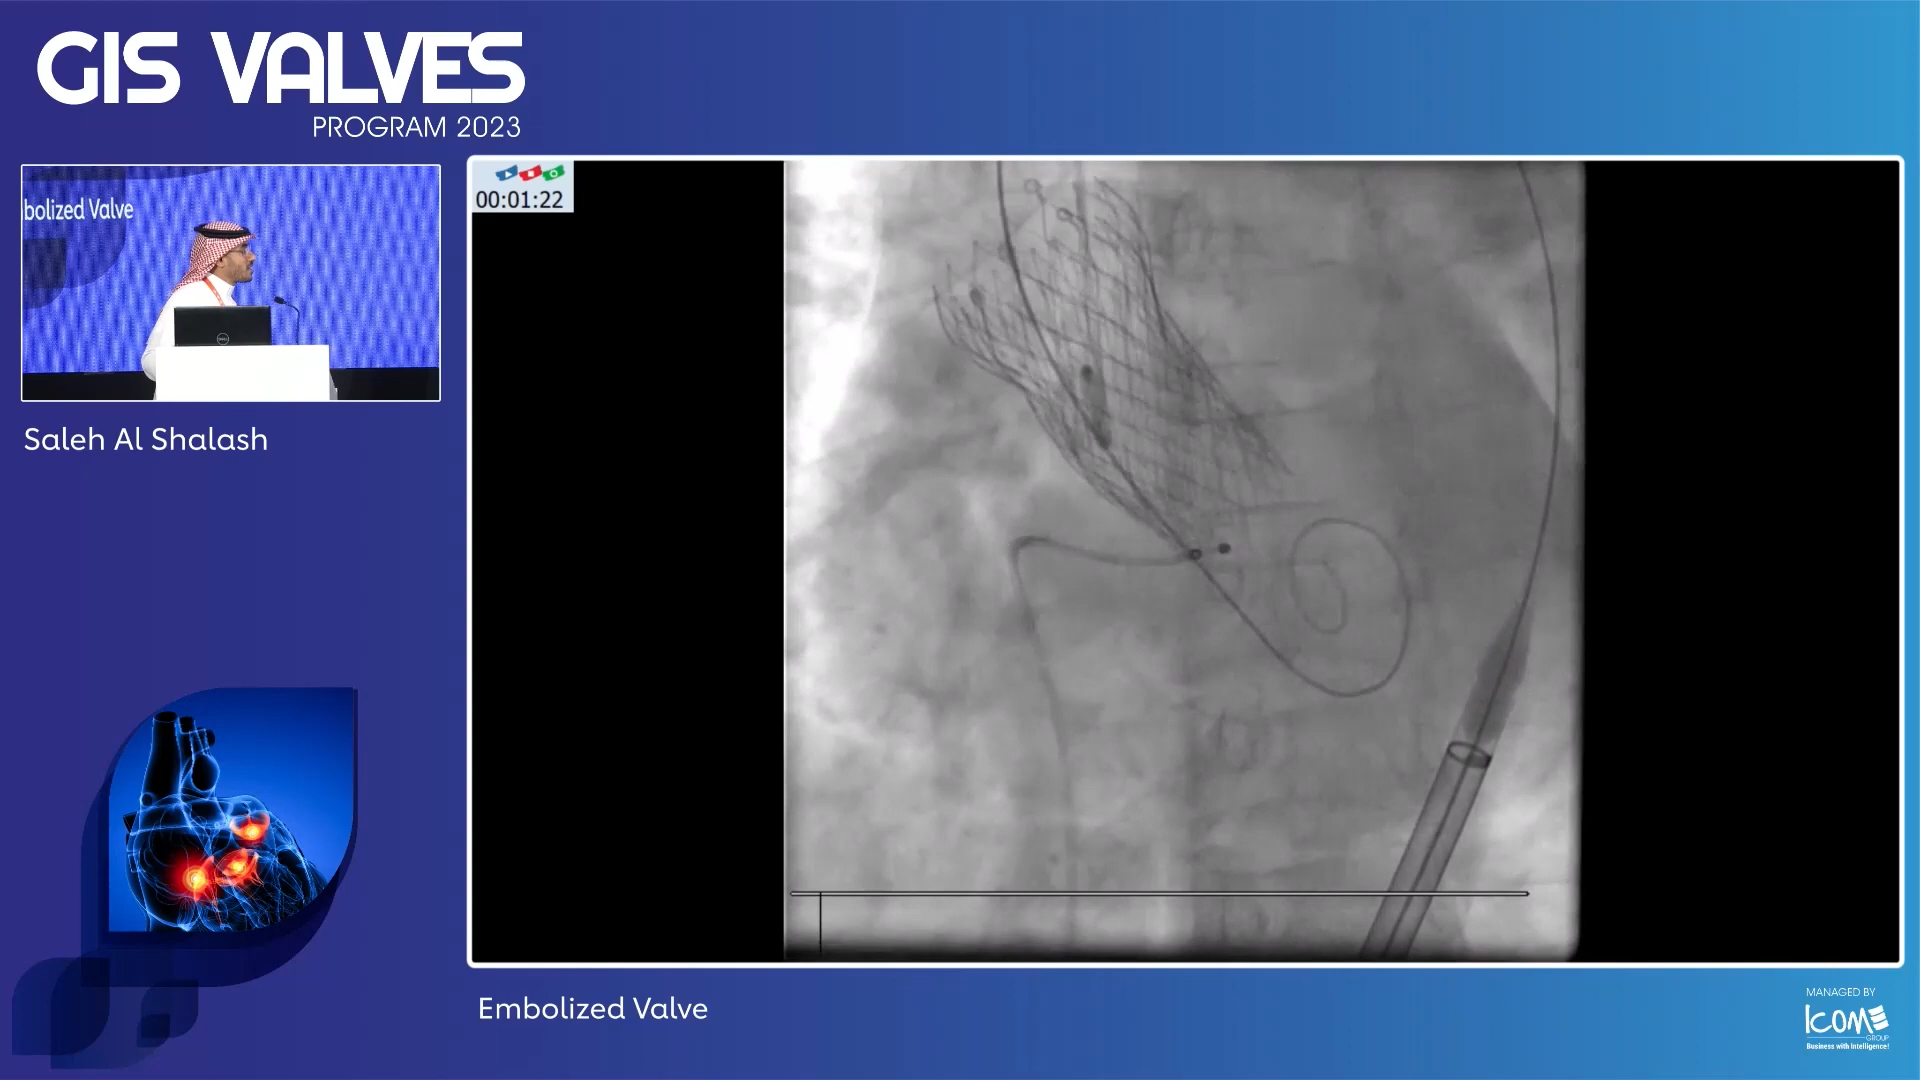 GIS VALVES
PROGRAM 2023
bolized Valve
00:01:22
Saleh Al Shalash
Embolized Valve
MANAGED BY
ICOM
GROUP
Business with Intelligence!